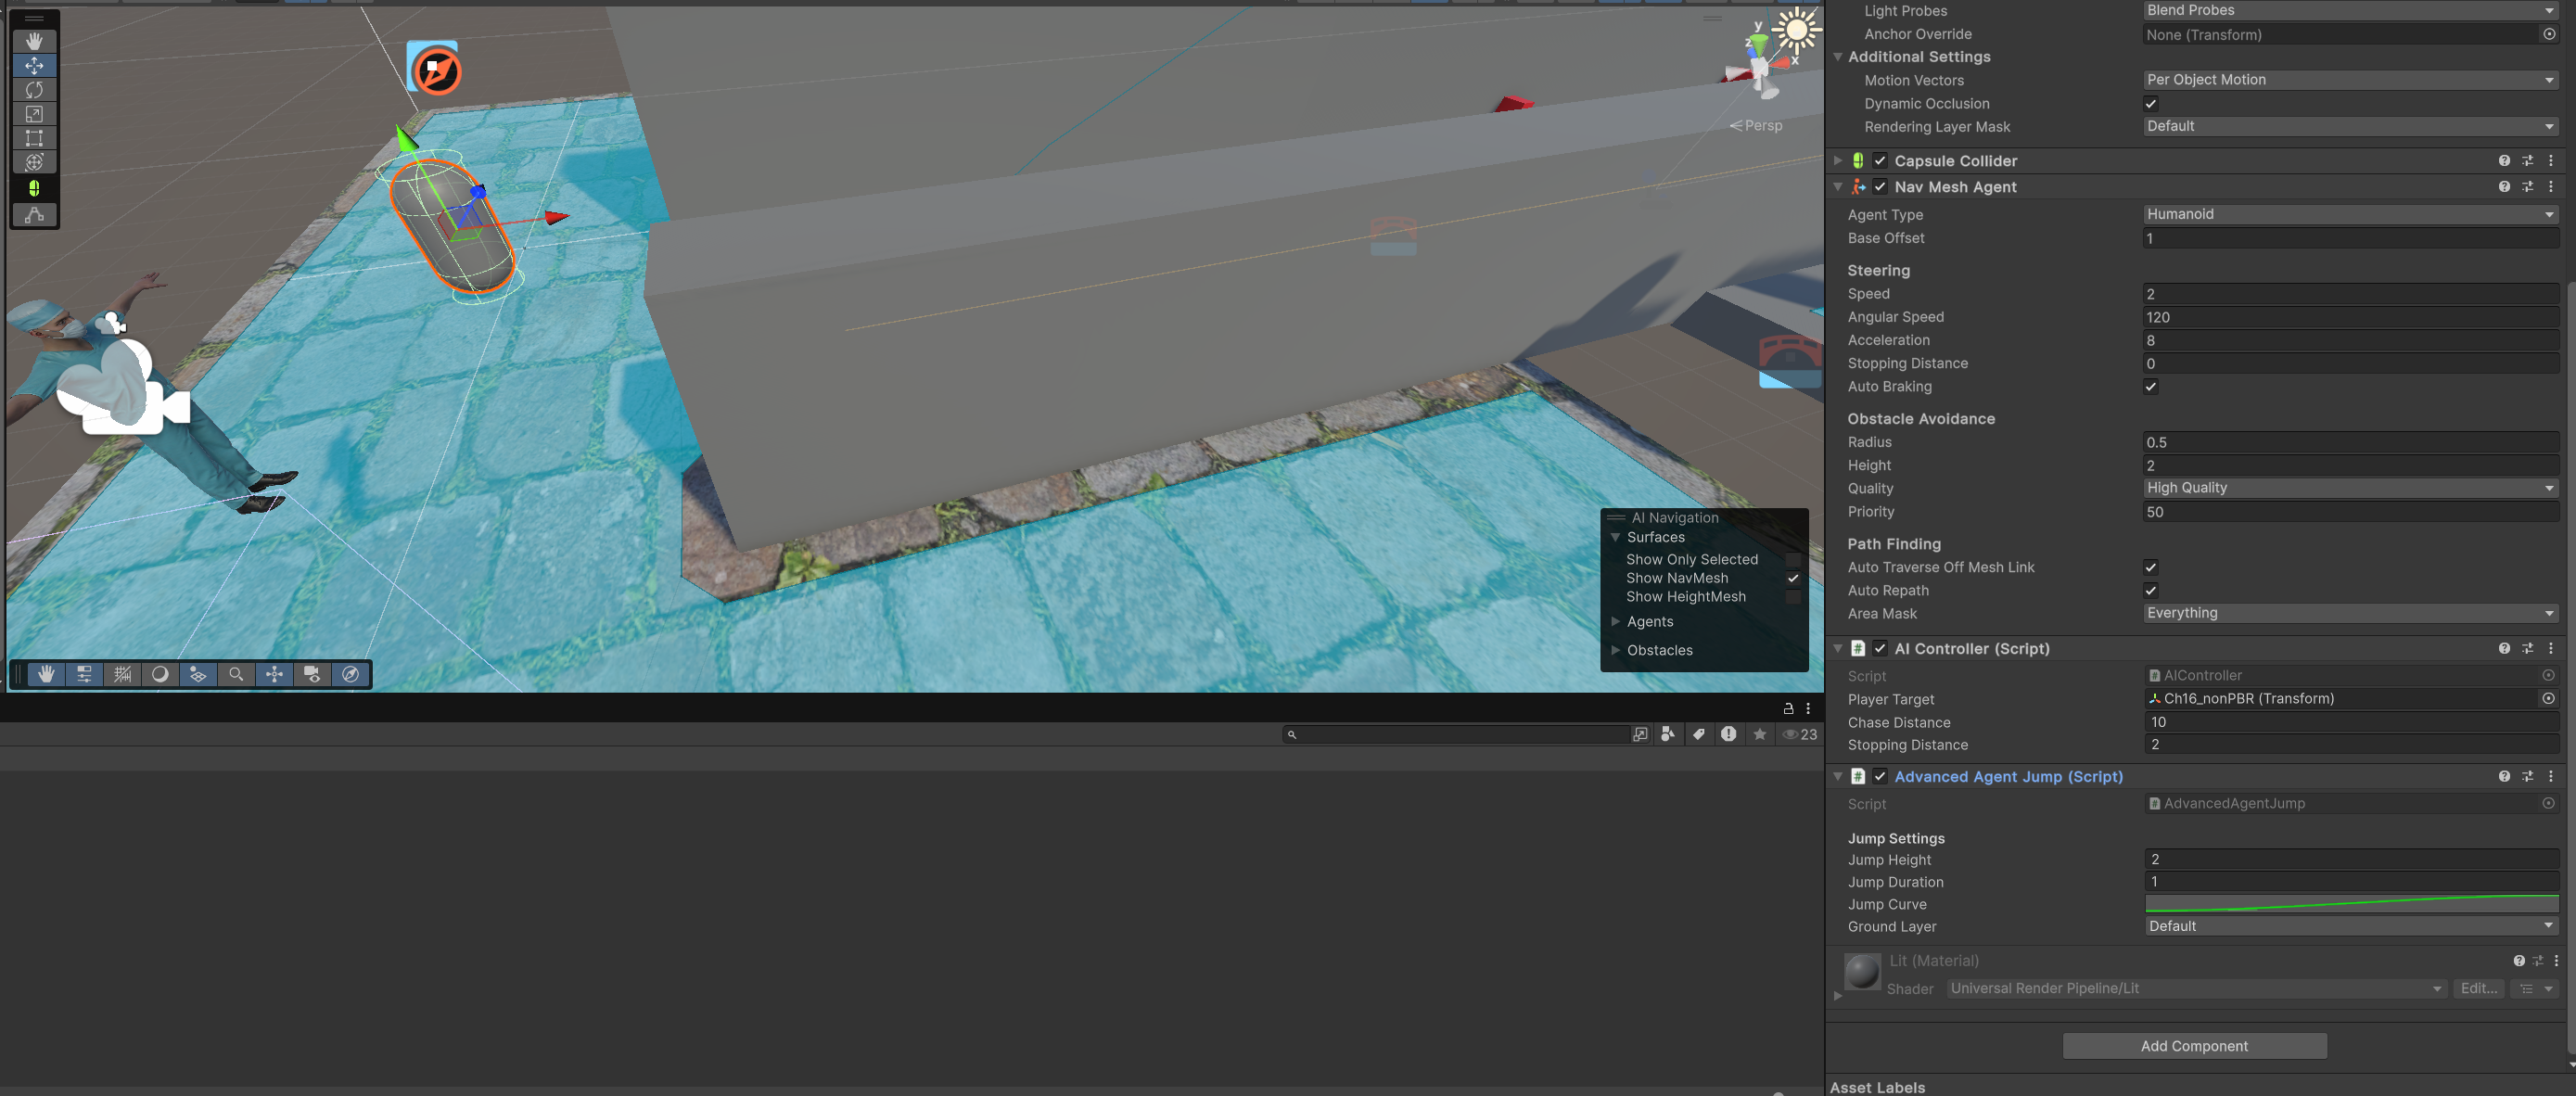 y
z
x
Persp
AI Navigation
Surfaces
Show Only Selected
Show NavMesh
Show HeightMesh
Agents
Obstacles
23
Light Probes Blend Probes
Anchor Override None (Transform)
Additional Settings
Motion Vectors Per Object Motion
Dynamic Occlusion
Rendering Layer Mask Default
Capsule Collider
Nav Mesh Agent
Agent Type Humanoid
Base Offset 1
Steering
Speed 2
Angular Speed 120
Acceleration 8
Stopping Distance 0
Auto Braking
Obstacle Avoidance
Radius 0.5
Height 2
Quality High Quality
Priority 50
Path Finding
Auto Traverse Off Mesh Link
Auto Repath
Area Mask Everything
AI Controller (Script)
Script AIController
Player Target Ch16_nonPBR (Transform)
Chase Distance 10
Stopping Distance 2
Advanced Agent Jump (Script)
Script AdvancedAgentJump
Jump Settings
Jump Height 2
Jump Duration 1
Jump Curve
Ground Layer Default
Lit (Material)
Shader Universal Render Pipeline/Lit Edit...
Add Component
Asset Labels